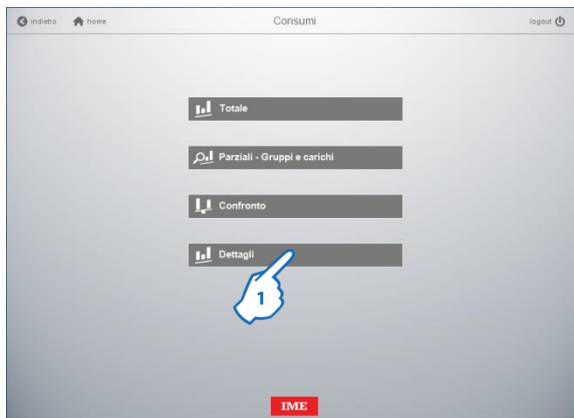 indietro home Consumi logout
Totale
Parziali - Gruppi e carichi
Confronto
Dettagli
1
IME